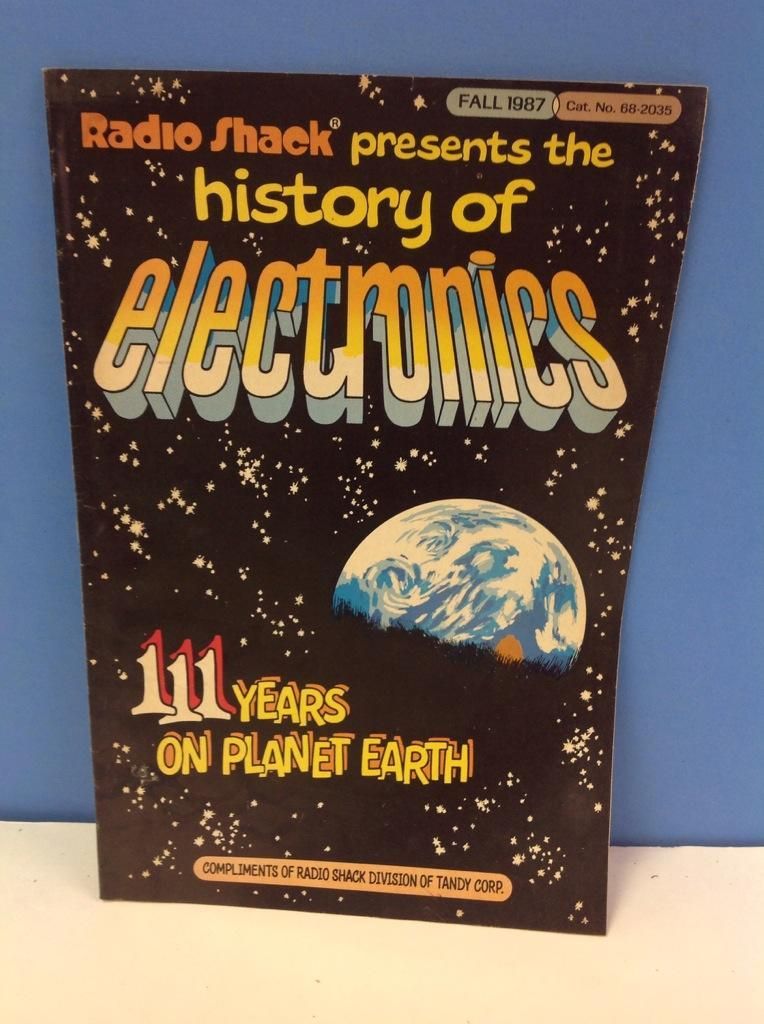 FALL 1987 Cat. No. 68-2035
Radio Shack® presents the
history of
electronics
111 YEARS
ON PLANET EARTH
COMPLIMENTS OF RADIO SHACK DIVISION OF TANDY CORP.